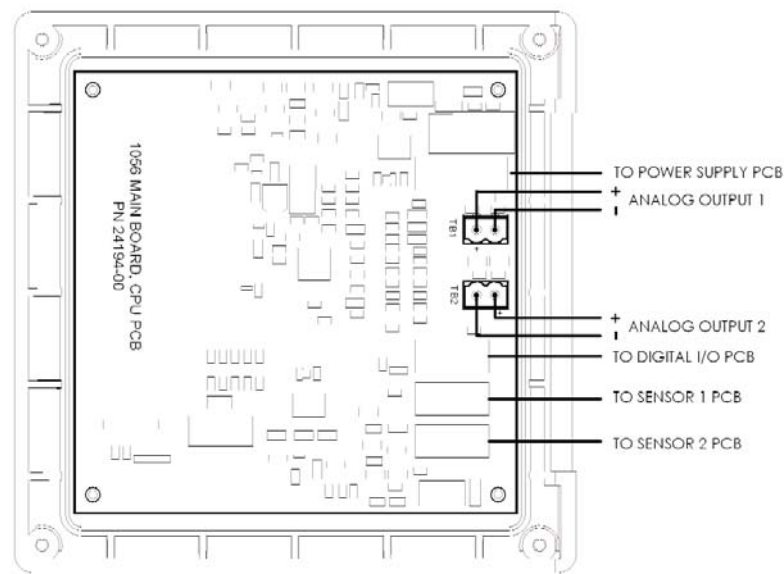 1056 MAIN BOARD, CPU PCB
PN 24194-00
TO POWER SUPPLY PCB
+
ANALOG OUTPUT 1
-
TB1
+
TB2
+
+
ANALOG OUTPUT 2
-
TO DIGITAL I/O PCB
TO SENSOR 1 PCB
TO SENSOR 2 PCB